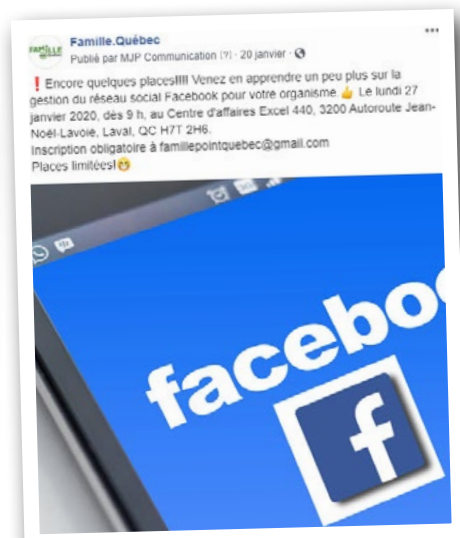 FAMILLE
Famille.Québec
Publié par MJP Communication [?] · 20 janvier ·
❗ Encore quelques places!!!! Venez en apprendre un peu plus sur la
gestion du réseau social Facebook pour votre organisme 👍 Le lundi 27
janvier 2020, dès 9 h, au Centre d'affaires Excel 440, 3200 Autoroute Jean-
Noël-Lavoie, Laval, QC H7T 2H6.
Inscription obligatoire à famillepointquebec@gmail.com
Places limitées!😁
facebo
f